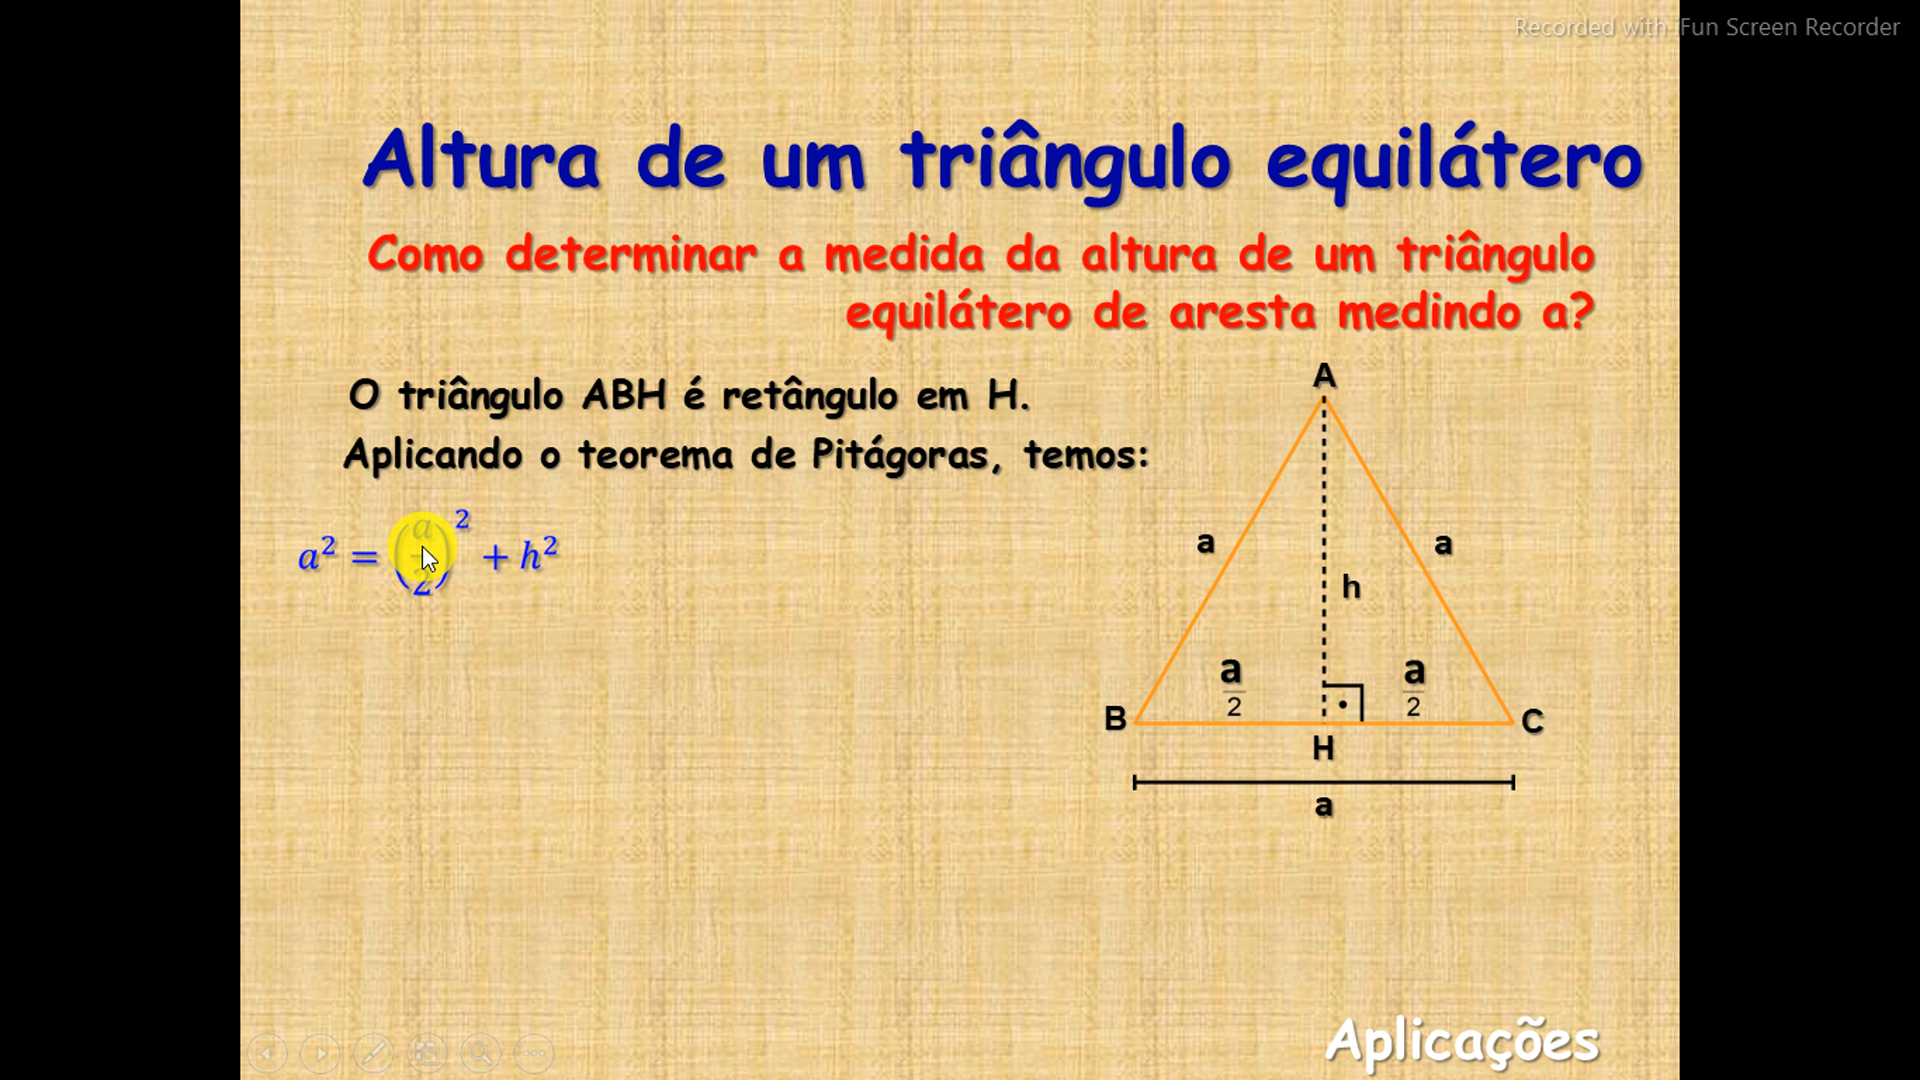 Recorded with iFun Screen Recorder
Altura de um triângulo equilátero
Como determinar a medida da altura de um triângulo
equilátero de aresta medindo a?
O triângulo ABH é retângulo em H.
Aplicando o teorema de Pitágoras, temos:
a² = (a/2)² + h²
A
a
a
h
a/2
a/2
B
C
H
a
Aplicações